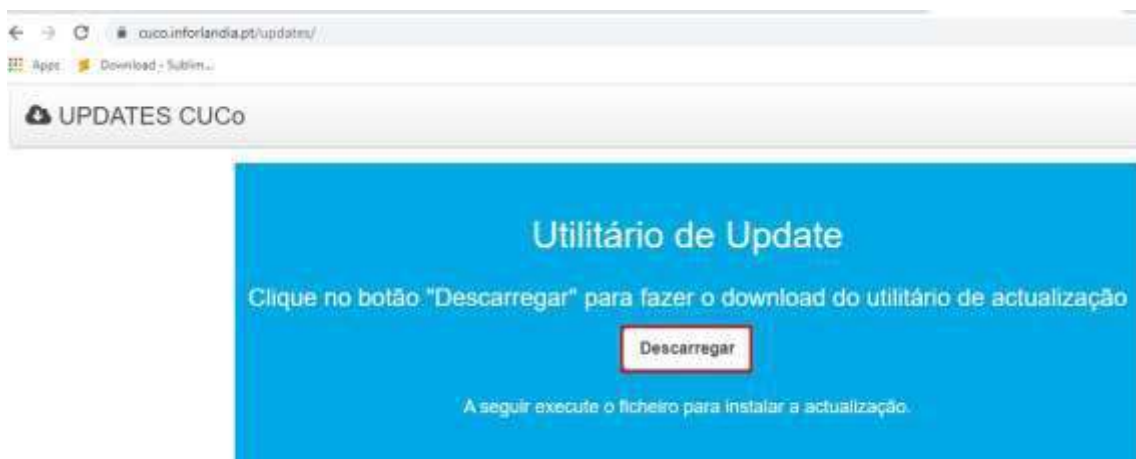 cuco.inforlandia.pt/updates/
Apps Download - Sublim...
UPDATES CUCo
Utilitário de Update
Clique no botão "Descarregar" para fazer o download do utilitário de actualização
Descarregar
A seguir execute o ficheiro para instalar a actualização.